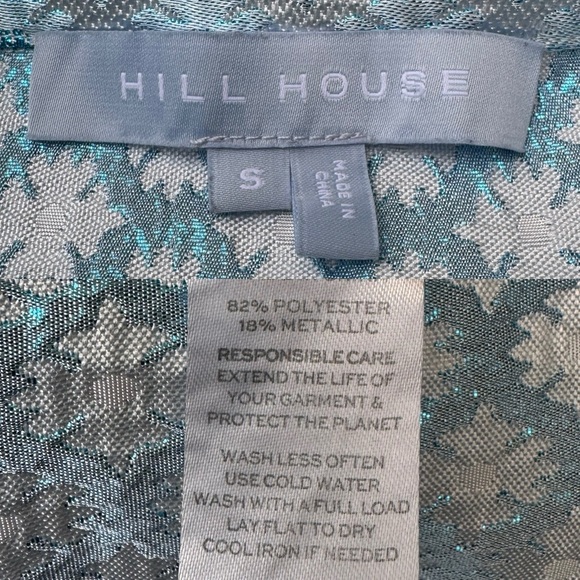 HILL HOUSE
S
MADE IN
CHINA
82% POLYESTER
18% METALLIC
RESPONSIBLE CARE
EXTEND THE LIFE OF
YOUR GARMENT &
PROTECT THE PLANET
WASH LESS OFTEN
USE COLD WATER
WASH WITH A FULL LOAD
LAY FLAT TO DRY
COOL IRON IF NEEDED